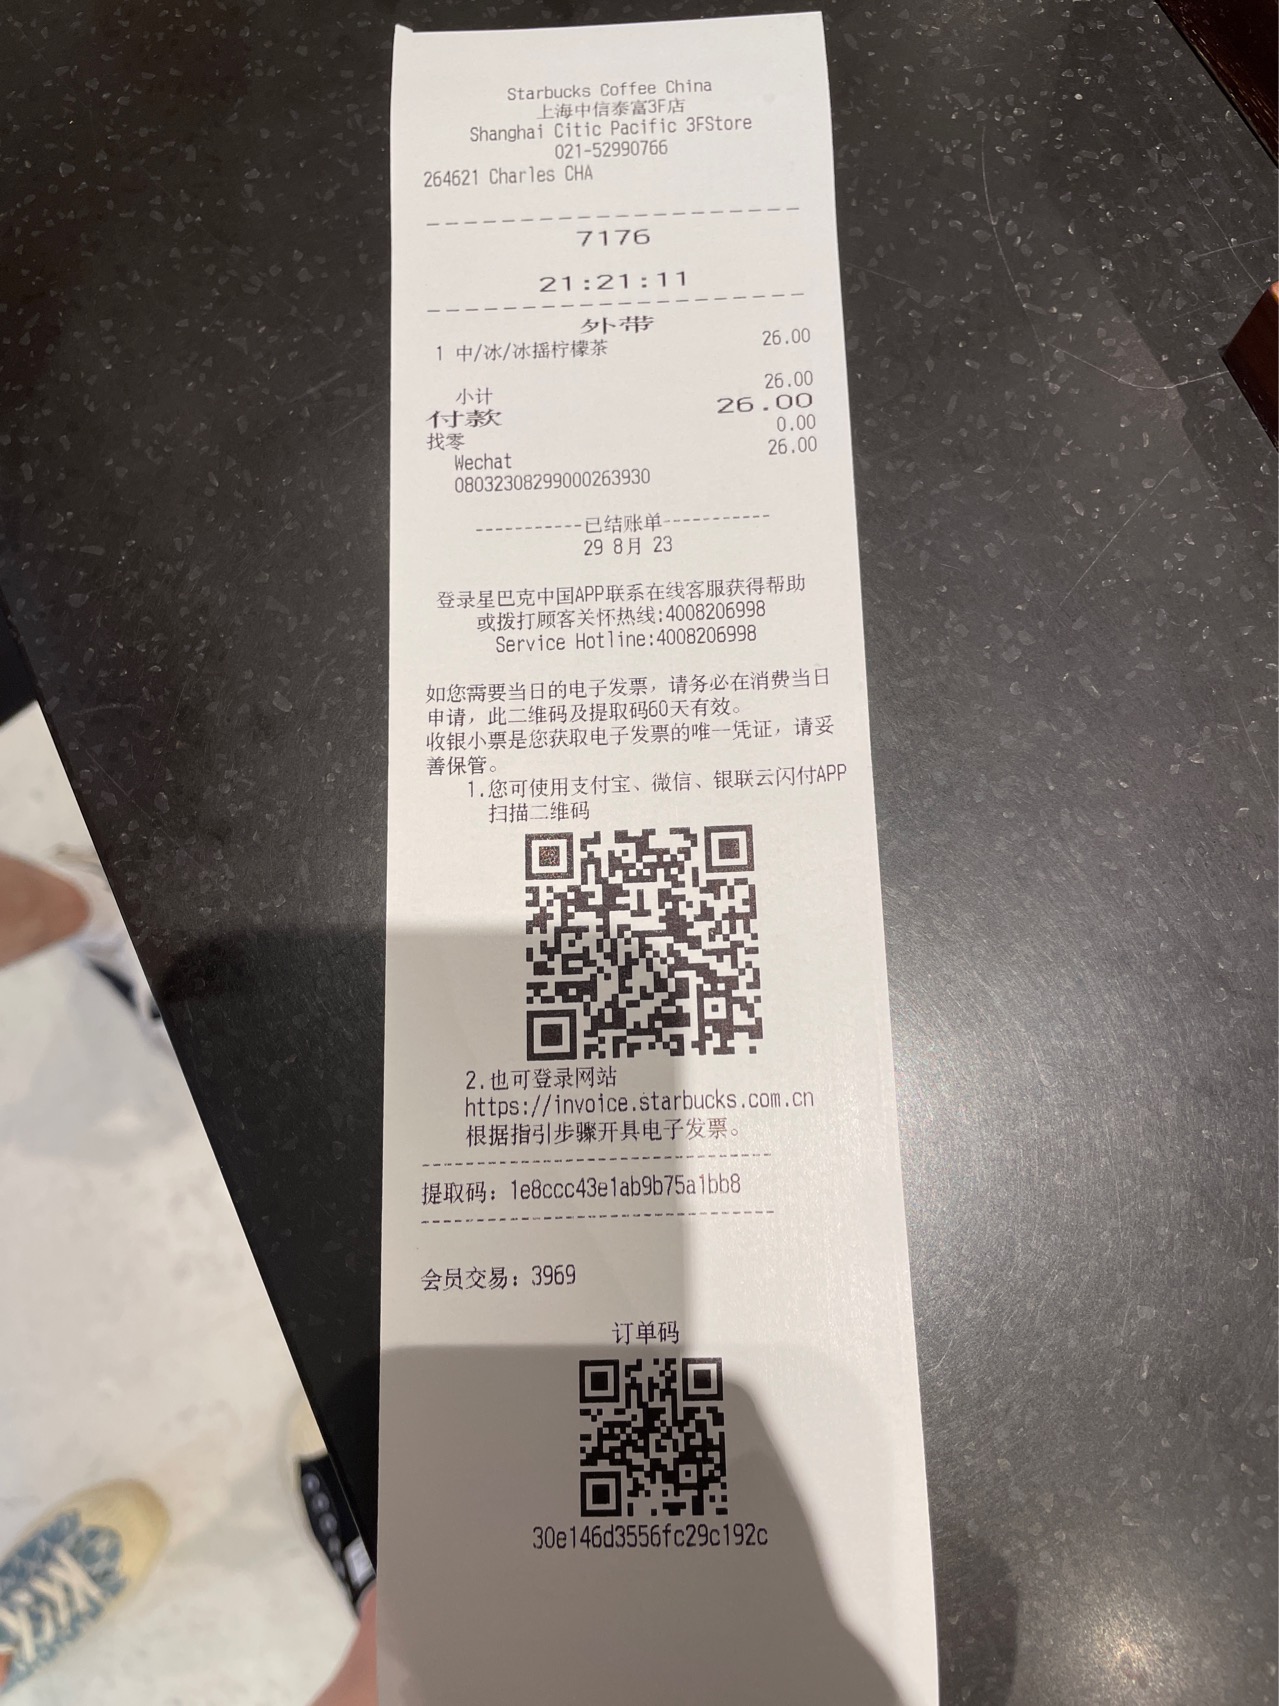 Starbucks Coffee China
上海中信泰富3F店
Shanghai Citic Pacific 3FStore
021-52990766
264621 Charles CHA
7176
21:21:11
外带
1 中/冰/冰摇柠檬茶 26.00
小计 26.00
付款 26.00
找零 0.00
Wechat 26.00
08032308299000263930
-----------已结账单-----------
29 8月 23
登录星巴克中国APP联系在线客服获得帮助
或拨打顾客关怀热线:4008206998
Service Hotline:4008206998
如您需要当日的电子发票，请务必在消费当日
申请，此二维码及提取码60天有效。
收银小票是您获取电子发票的唯一凭证，请妥
善保管。
1.您可使用支付宝、微信、银联云闪付APP
扫描二维码
2.也可登录网站
https://invoice.starbucks.com.cn
根据指引步骤开具电子发票。
提取码：1e8ccc43e1ab9b75a1bb8
会员交易：3969
订单码
30e146d3556fc29c192c